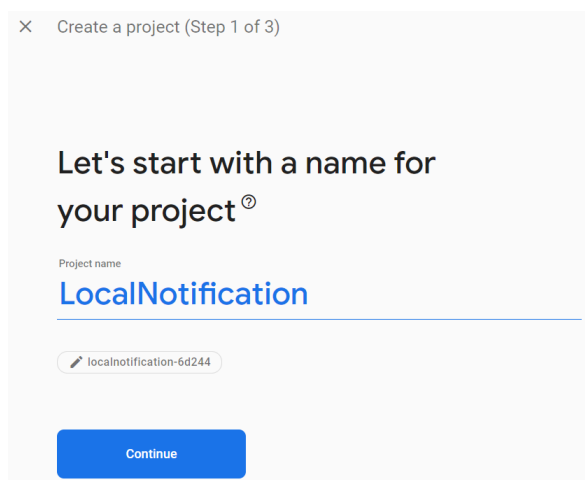 Create a project (Step 1 of 3)
Let's start with a name for
your project
Project name
LocalNotification
localnotification-6d244
Continue